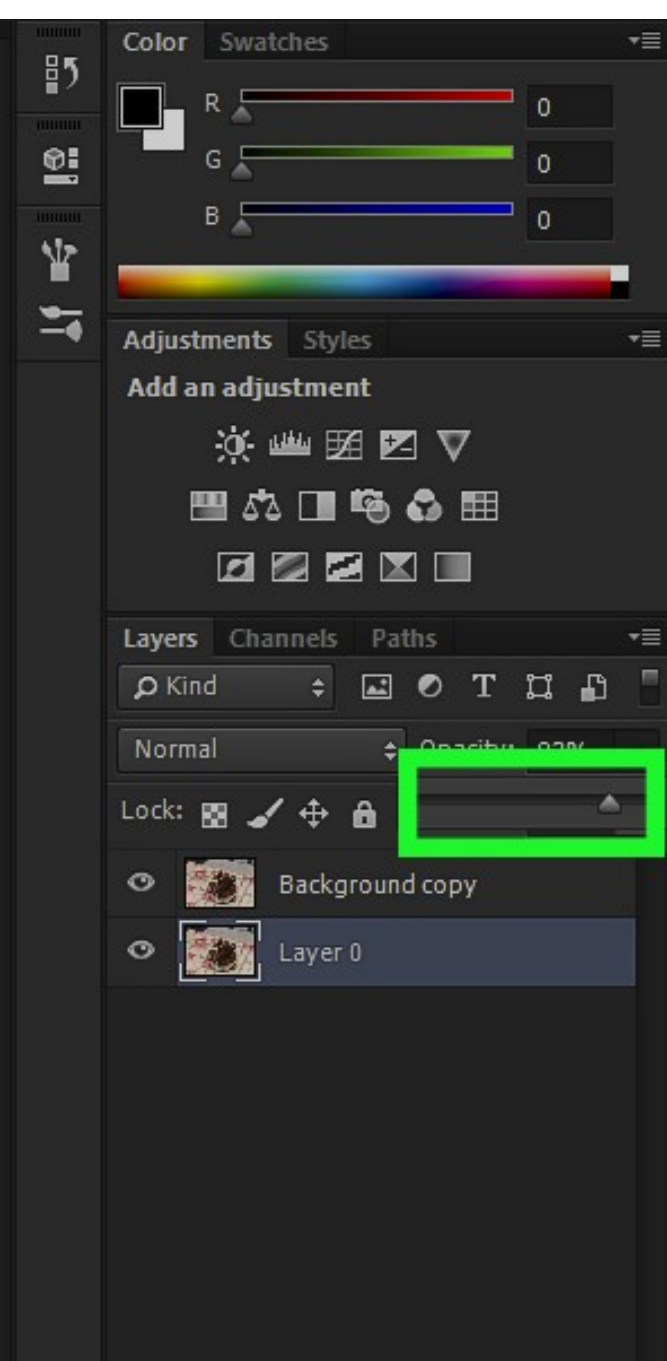 Color Swatches
R 0
G 0
B 0
Adjustments Styles
Add an adjustment
Layers Channels Paths
Kind T
Normal Opacity:
Lock:
Background copy
Layer 0